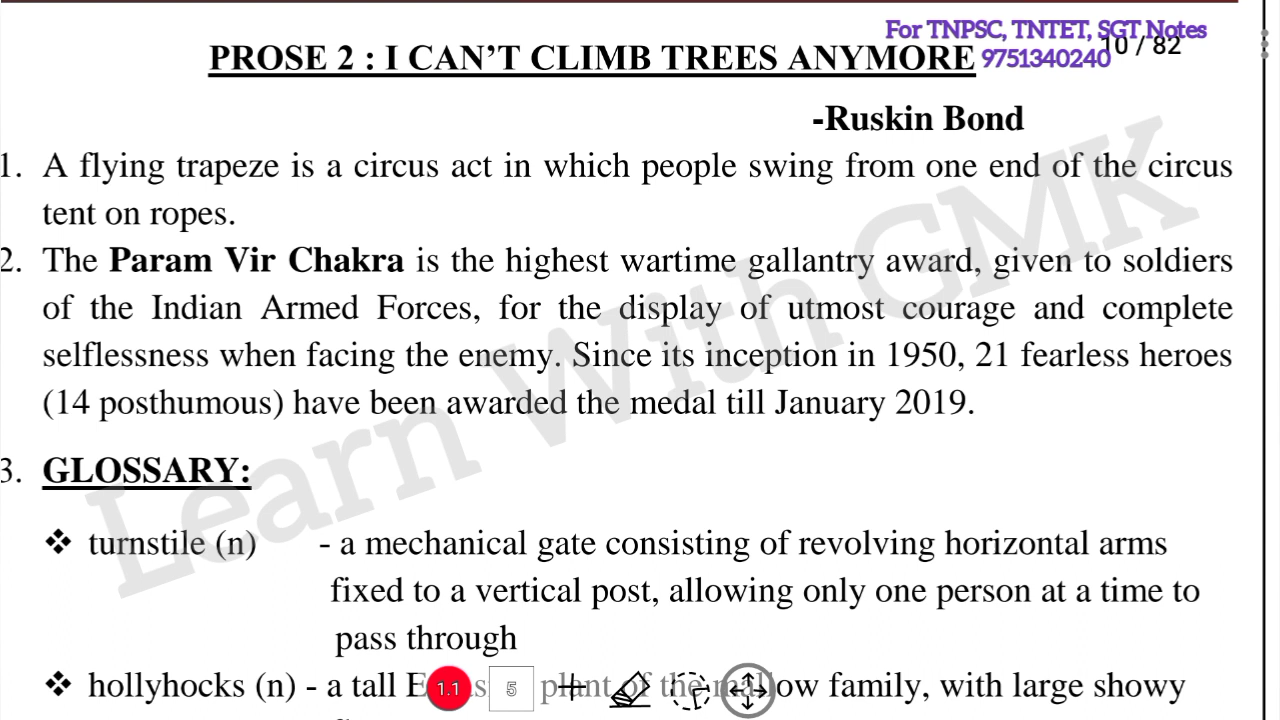 For TNPSC, TNTET, SGT Notes
9751340240
10 / 82
PROSE 2 : I CAN'T CLIMB TREES ANYMORE
-Ruskin Bond
1. A flying trapeze is a circus act in which people swing from one end of the circus
tent on ropes.
2. The Param Vir Chakra is the highest wartime gallantry award, given to soldiers
of the Indian Armed Forces, for the display of utmost courage and complete
selflessness when facing the enemy. Since its inception in 1950, 21 fearless heroes
(14 posthumous) have been awarded the medal till January 2019.
Learn With GMK
3. GLOSSARY:
❖ turnstile (n) - a mechanical gate consisting of revolving horizontal arms
fixed to a vertical post, allowing only one person at a time to
pass through
❖ hollyhocks (n) - a tall plant of the mallow family, with large showy
1.1 5